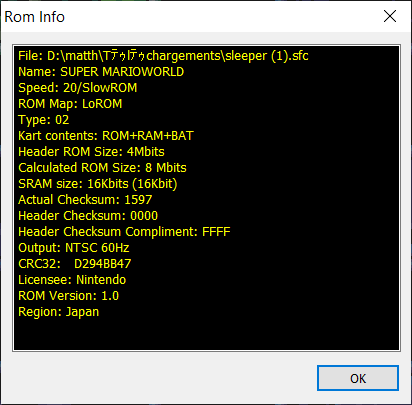 Rom Info
File: D:\matth\Tﾃゥlﾃゥchargements\sleeper (1).sfc
Name: SUPER MARIOWORLD
Speed: 20/SlowROM
ROM Map: LoROM
Type: 02
Kart contents: ROM+RAM+BAT
Header ROM Size: 4Mbits
Calculated ROM Size: 8 Mbits
SRAM size: 16Kbits (16Kbit)
Actual Checksum: 1597
Header Checksum: 0000
Header Checksum Compliment: FFFF
Output: NTSC 60Hz
CRC32: D294BB47
Licensee: Nintendo
ROM Version: 1.0
Region: Japan
OK